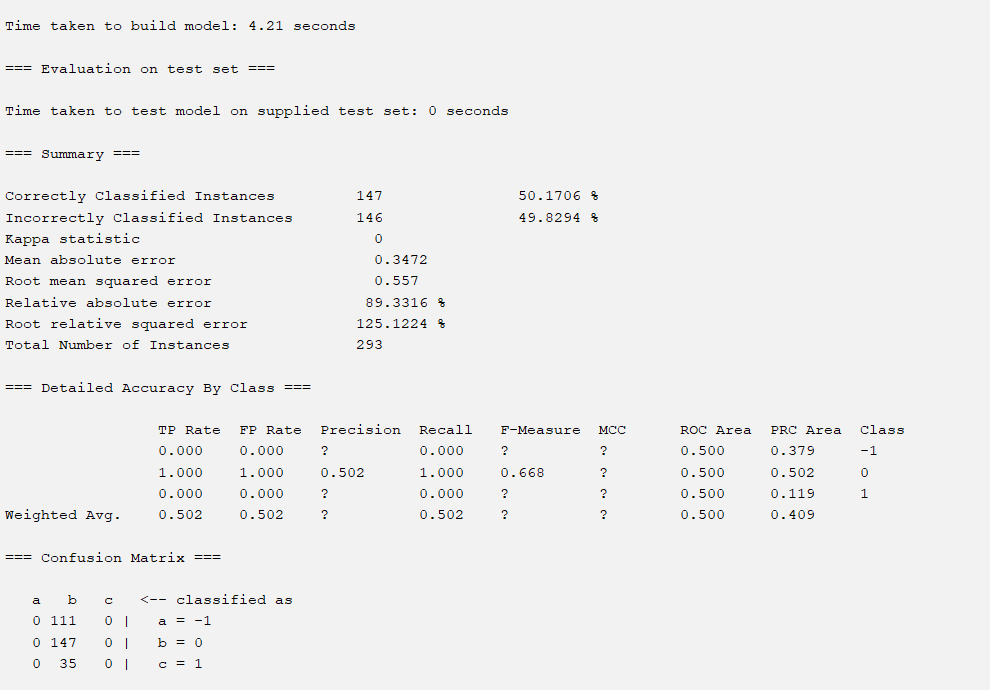 Time taken to build model: 4.21 seconds
=== Evaluation on test set ===
Time taken to test model on supplied test set: 0 seconds
=== Summary ===
Correctly Classified Instances         147               50.1706 %
Incorrectly Classified Instances       146               49.8294 %
Kappa statistic                          0
Mean absolute error                      0.3472
Root mean squared error                  0.557
Relative absolute error                 89.3316 %
Root relative squared error            125.1224 %
Total Number of Instances              293
=== Detailed Accuracy By Class ===
                 TP Rate  FP Rate  Precision  Recall   F-Measure  MCC      ROC Area  PRC Area  Class
                 0.000    0.000    ?          0.000    ?          ?        0.500     0.379     -1
                 1.000    1.000    0.502      1.000    0.668      ?        0.500     0.502     0
                 0.000    0.000    ?          0.000    ?          ?        0.500     0.119     1
Weighted Avg.    0.502    0.502    ?          0.502    ?          ?        0.500     0.409
=== Confusion Matrix ===
   a   b   c   <-- classified as
   0 111   0 |   a = -1
   0 147   0 |   b = 0
   0  35   0 |   c = 1